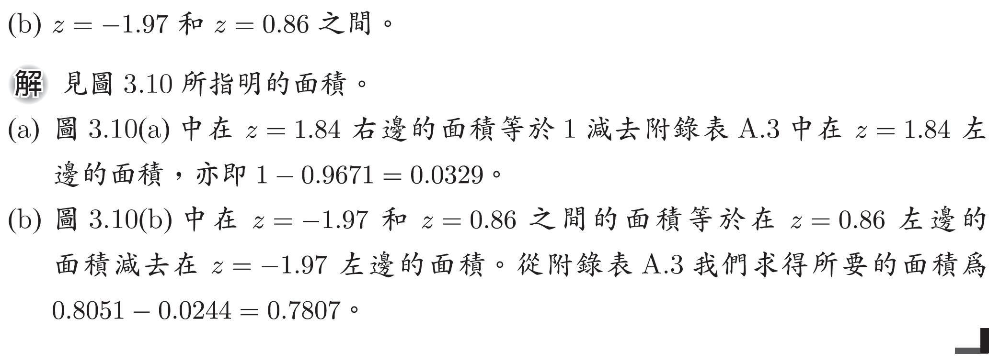 (b) z = −1.97 和 z = 0.86 之間。
解 見圖 3.10 所指明的面積。
(a) 圖 3.10(a) 中在 z = 1.84 右邊的面積等於 1 減去附錄表 A.3 中在 z = 1.84 左
邊的面積，亦即 1 − 0.9671 = 0.0329。
(b) 圖 3.10(b) 中在 z = −1.97 和 z = 0.86 之間的面積等於在 z = 0.86 左邊的
面積減去在 z = −1.97 左邊的面積。從附錄表 A.3 我們求得所要的面積為
0.8051 − 0.0244 = 0.7807。